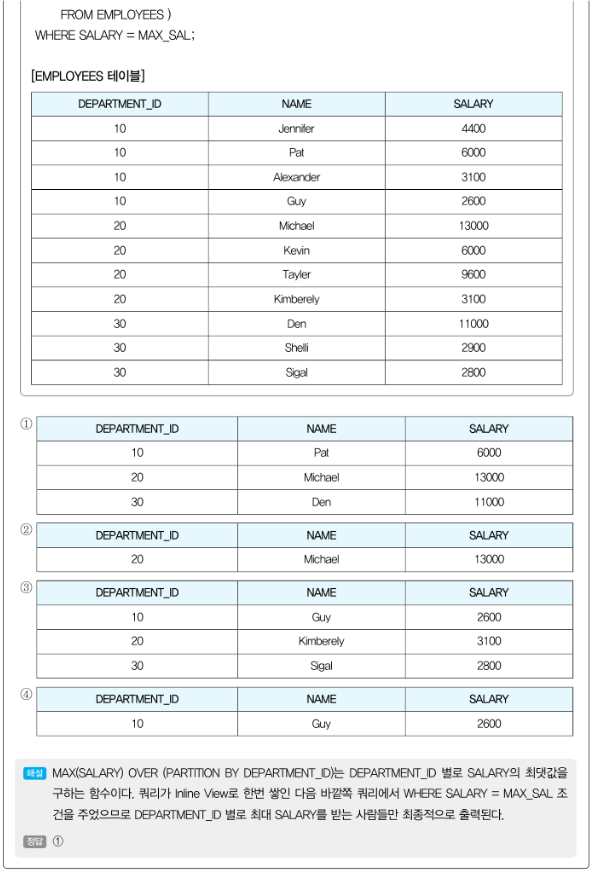 FROM EMPLOYEES )
WHERE SALARY = MAX_SAL;
[EMPLOYEES 테이블]
DEPARTMENT_ID NAME SALARY
10 Jennifer 4400
10 Pat 6000
10 Alexander 3100
10 Guy 2600
20 Michael 13000
20 Kevin 6000
20 Tayler 9600
20 Kimberely 3100
30 Den 11000
30 Shelli 2900
30 Sigal 2800
① DEPARTMENT_ID NAME SALARY
10 Pat 6000
20 Michael 13000
30 Den 11000
② DEPARTMENT_ID NAME SALARY
20 Michael 13000
③ DEPARTMENT_ID NAME SALARY
10 Guy 2600
20 Kimberely 3100
30 Sigal 2800
④ DEPARTMENT_ID NAME SALARY
10 Guy 2600
해설 MAX(SALARY) OVER (PARTITION BY DEPARTMENT_ID)는 DEPARTMENT_ID 별로 SALARY의 최댓값을
구하는 함수이다. 쿼리가 Inline View로 한번 쌓인 다음 바깥쪽 쿼리에서 WHERE SALARY = MAX_SAL 조
건을 주었으므로 DEPARTMENT_ID 별로 최대 SALARY를 받는 사람들만 최종적으로 출력된다.
정답 ①